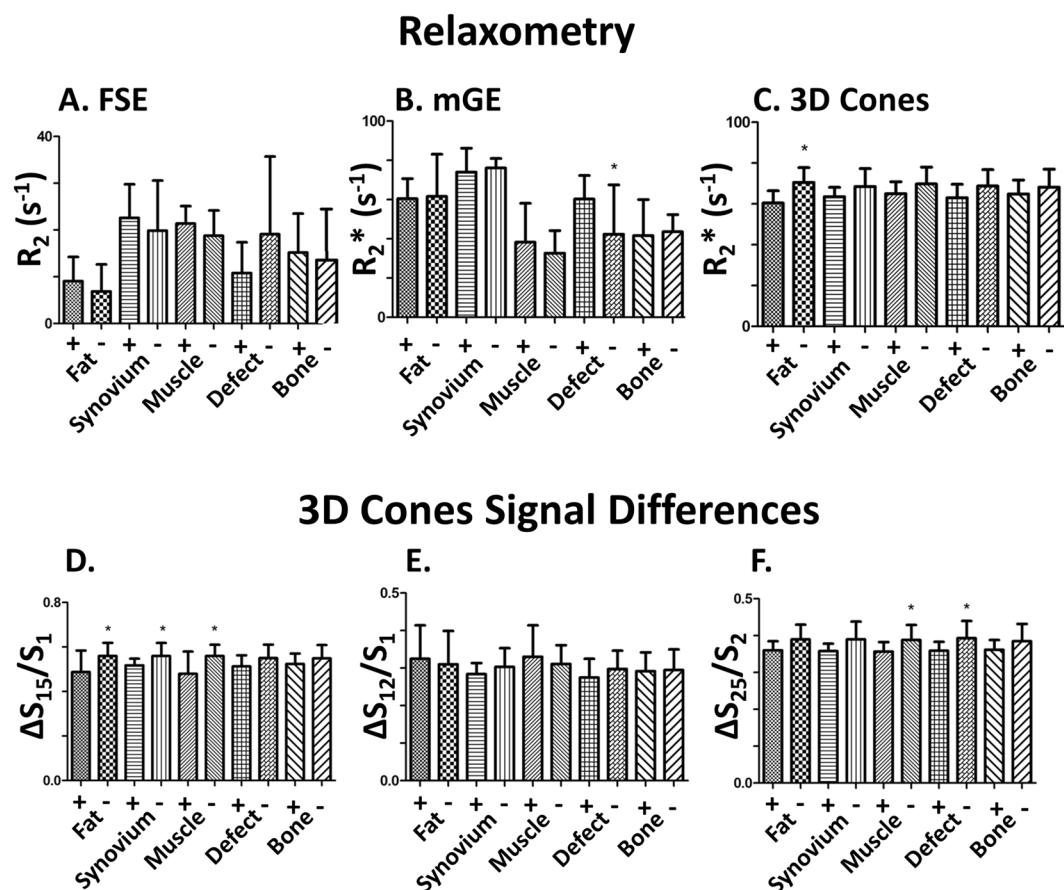 Relaxometry
A. FSE
B. mGE
C. 3D Cones
R2 (s-1)
40
0
+ - + - + - + - + -
Fat Synovium Muscle Defect Bone
R2* (s-1)
100
0
*
+ - + - + - + - + -
Fat Synovium Muscle Defect Bone
R2* (s-1)
100
0
*
+ - + - + - + - + -
Fat Synovium Muscle Defect Bone
3D Cones Signal Differences
D.
E.
F.
ΔS15/S1
0.8
0.0
* * *
+ - + - + - + - + -
Fat Synovium Muscle Defect Bone
ΔS12/S1
0.5
0.0
+ - + - + - + - + -
Fat Synovium Muscle Defect Bone
ΔS25/S2
0.5
0.0
* *
+ - + - + - + - + -
Fat Synovium Muscle Defect Bone